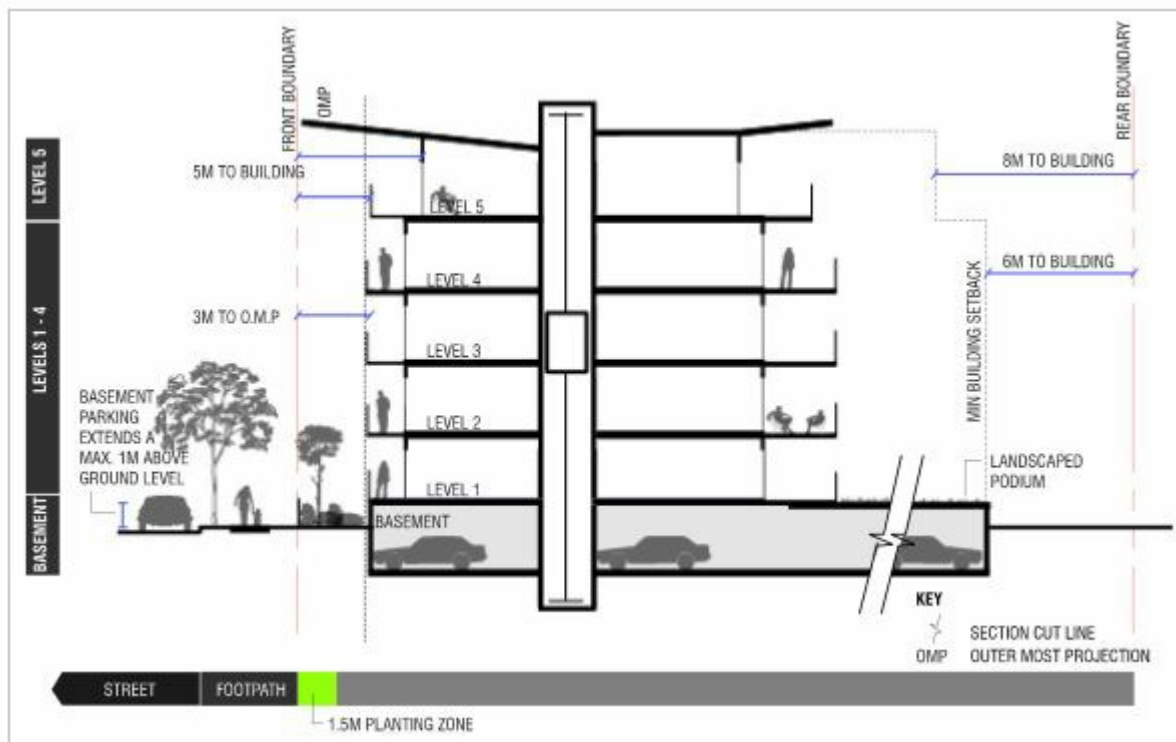 FRONT BOUNDARY
OMP
REAR BOUNDARY
5M TO BUILDING
8M TO BUILDING
LEVEL 5
LEVEL 5
LEVEL 4
6M TO BUILDING
MIN BUILDING SETBACK
3M TO O.M.P
LEVELS 1 - 4
LEVEL 3
BASEMENT
PARKING
EXTENDS A
MAX. 1M ABOVE
GROUND LEVEL
LEVEL 2
LANDSCAPED
PODIUM
LEVEL 1
BASEMENT
BASEMENT
KEY
SECTION CUT LINE
OMP OUTER MOST PROJECTION
STREET
FOOTPATH
1.5M PLANTING ZONE